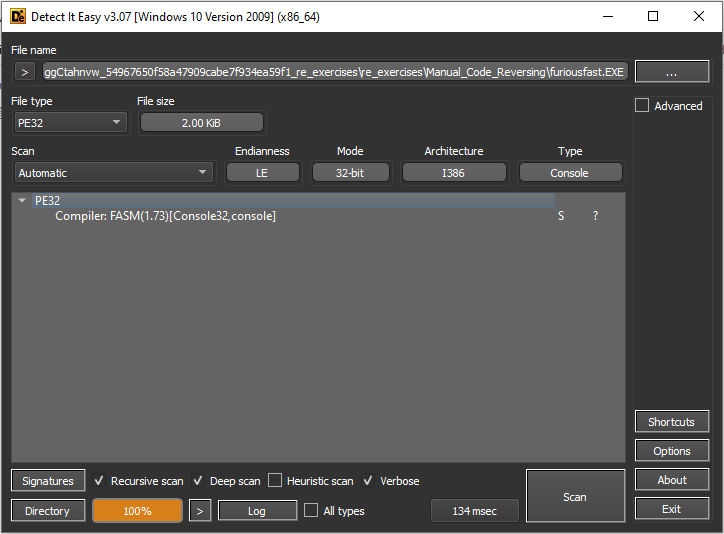 Detect It Easy v3.07 [Windows 10 Version 2009] (x86_64)
File name
> ggCtahnvw_54967650f58a47909cabe7f934ea59f1_re_exercises\re_exercises\Manual_Code_Reversing\furiousfast.EXE ...
File type File size
PE32 2.00 KiB
Advanced
Scan Endianness Mode Architecture Type
Automatic LE 32-bit I386 Console
PE32
Compiler: FASM(1.73)[Console32,console] S ?
Shortcuts
Options
Signatures Recursive scan Deep scan Heuristic scan Verbose
Scan
About
Directory 100% > Log All types 134 msec
Exit